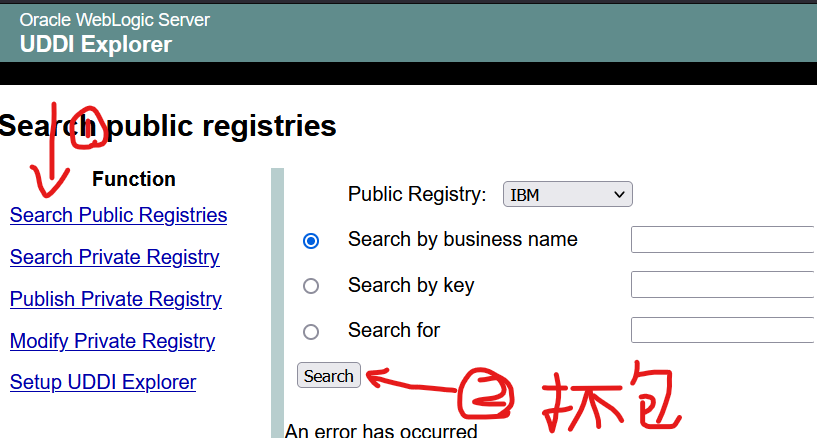 Oracle WebLogic Server
UDDI Explorer
Search public registries
1
Function
Search Public Registries
Search Private Registry
Publish Private Registry
Modify Private Registry
Setup UDDI Explorer
Public Registry: IBM
Search by business name
Search by key
Search for
Search
2 抓包
An error has occurred